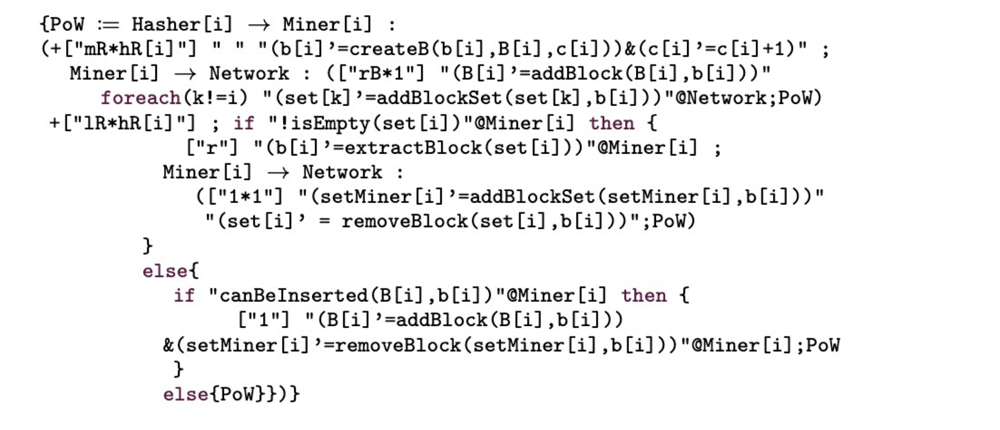 {PoW := Hasher[i] → Miner[i] :
(+["mR*hR[i]"] " " "(b[i]’=createB(b[i],B[i],c[i]))&(c[i]’=c[i]+1)" ;
Miner[i] → Network : (["rB*1"] "(B[i]’=addBlock(B[i],b[i]))"
foreach(k!=i) "(set[k]’=addBlockSet(set[k],b[i]))"@Network;PoW)
+["lR*hR[i]"] ; if "!isEmpty(set[i])"@Miner[i] then {
["r"] "(b[i]’=extractBlock(set[i]))"@Miner[i] ;
Miner[i] → Network :
(["1*1"] "(setMiner[i]’=addBlockSet(setMiner[i],b[i]))"
"(set[i]’ = removeBlock(set[i],b[i]))";PoW)
}
else{
if "canBeInserted(B[i],b[i])"@Miner[i] then {
["1"] "(B[i]’=addBlock(B[i],b[i]))
&(setMiner[i]’=removeBlock(setMiner[i],b[i]))"@Miner[i];PoW
}
else{PoW}})}